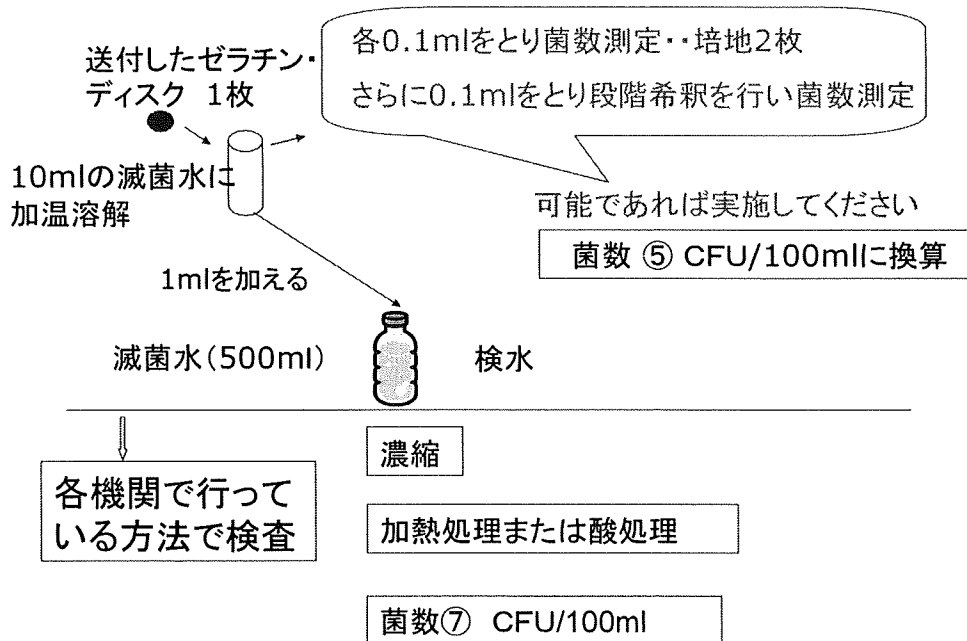 各0.1mlをとり菌数測定・・培地2枚
さらに0.1mlをとり段階希釈を行い菌数測定
送付したゼラチン・
ディスク 1枚
10mlの滅菌水に
加温溶解
可能であれば実施してください
菌数 ⑤ CFU/100mlに換算
1mlを加える
滅菌水(500ml)
検水
各機関で行って
いる方法で検査
濃縮
加熱処理または酸処理
菌数⑦ CFU/100ml